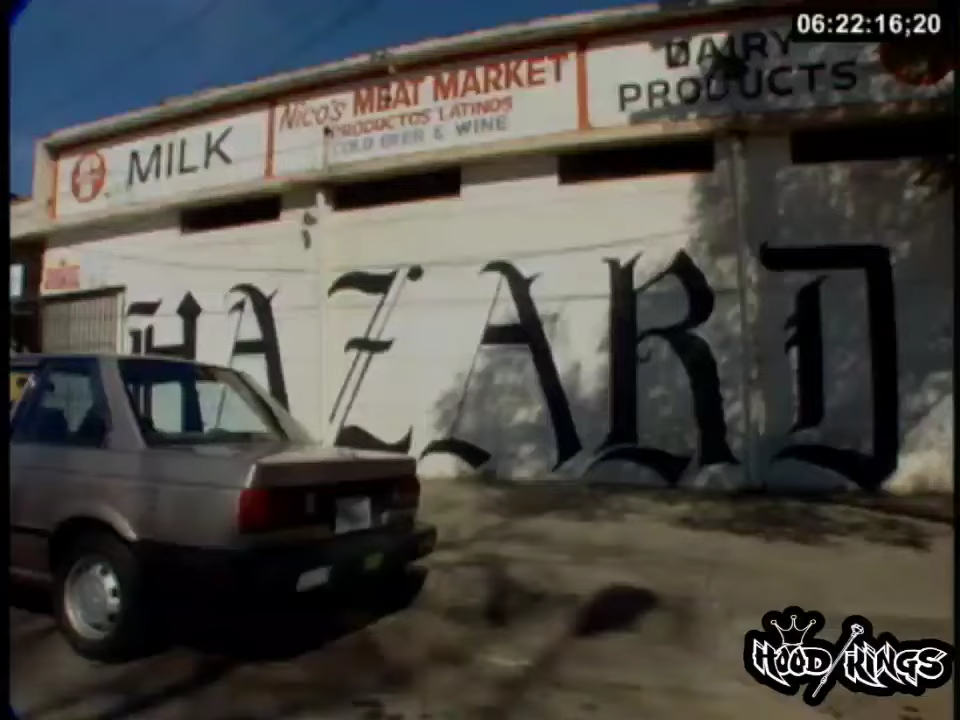 06:22:16;20
MILK
Nico's MEAT MARKET
PRODUCTOS LATINOS
COLD BEER & WINE
DAIRY
PRODUCTS
HAZARD
HOOD KINGS